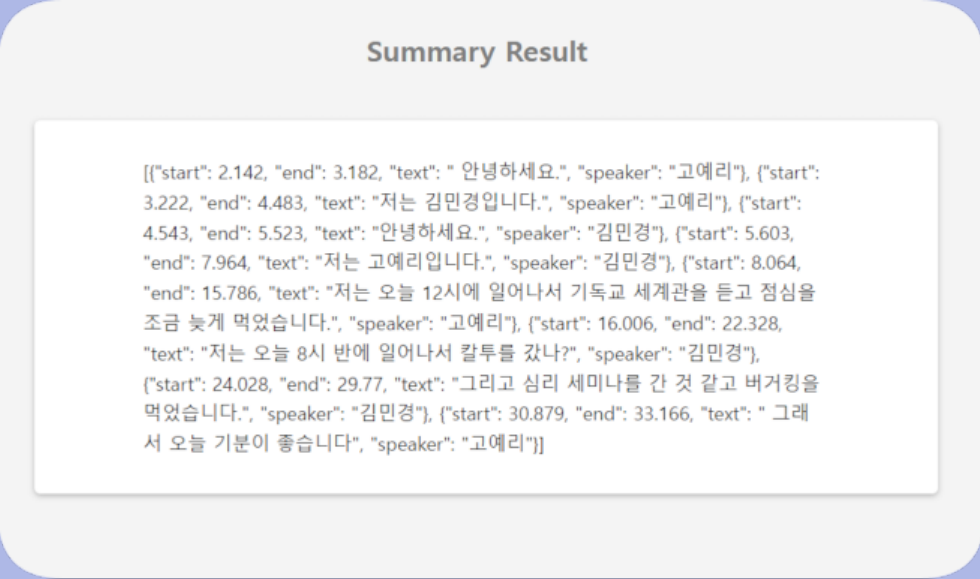 Summary Result
[{"start": 2.142, "end": 3.182, "text": " 안녕하세요.", "speaker": "고예리"}, {"start":
3.222, "end": 4.483, "text": "저는 김민경입니다.", "speaker": "고예리"}, {"start":
4.543, "end": 5.523, "text": "안녕하세요.", "speaker": "김민경"}, {"start": 5.603,
"end": 7.964, "text": "저는 고예리입니다.", "speaker": "김민경"}, {"start": 8.064,
"end": 15.786, "text": "저는 오늘 12시에 일어나서 기독교 세계관을 듣고 점심을
조금 늦게 먹었습니다.", "speaker": "고예리"}, {"start": 16.006, "end": 22.328,
"text": "저는 오늘 8시 반에 일어나서 칼투를 갔나?", "speaker": "김민경"},
{"start": 24.028, "end": 29.77, "text": "그리고 심리 세미나를 간 것 같고 버거킹을
먹었습니다.", "speaker": "김민경"}, {"start": 30.879, "end": 33.166, "text": " 그래
서 오늘 기분이 좋습니다", "speaker": "고예리"}]